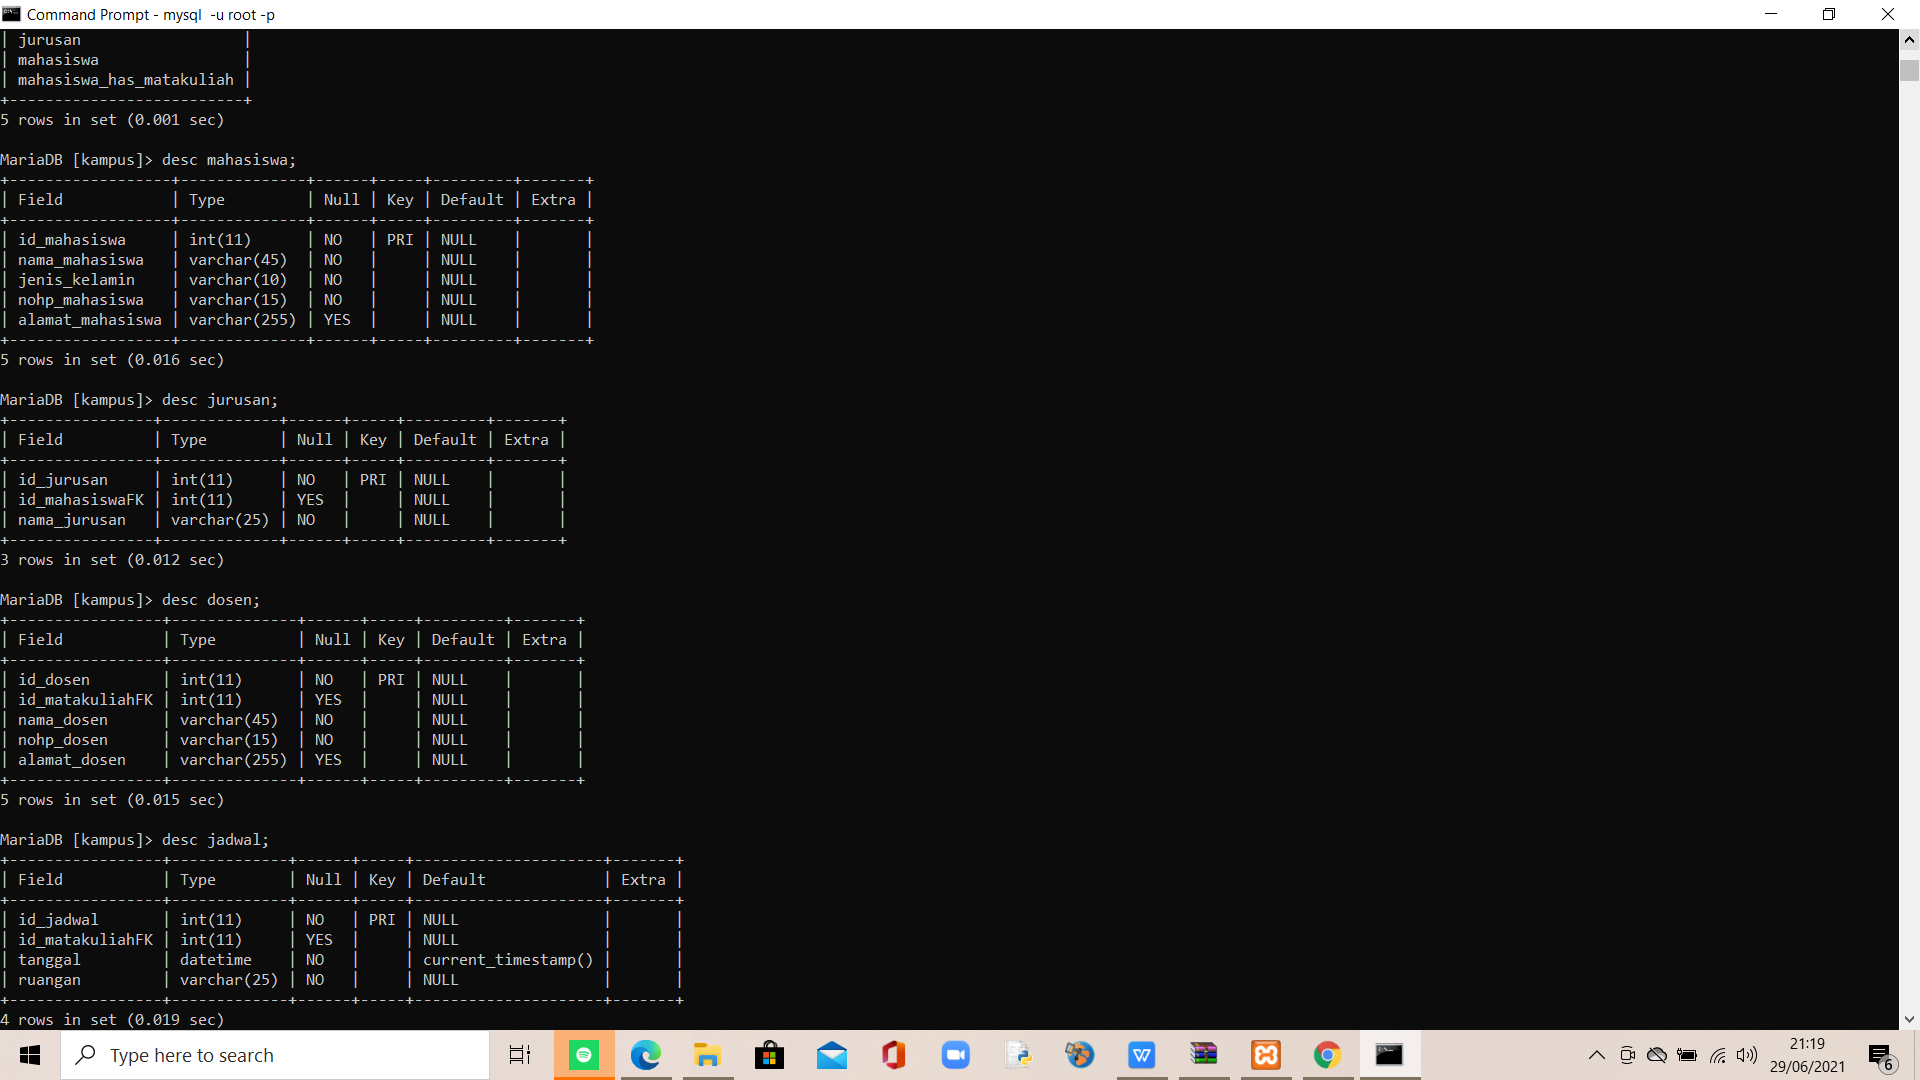 Command Prompt - mysql  -u root -p
| jurusan                  |
| mahasiswa                |
| mahasiswa_has_matakuliah |
+--------------------------+
5 rows in set (0.001 sec)

MariaDB [kampus]> desc mahasiswa;
+------------------+--------------+------+-----+---------+-------+
| Field            | Type         | Null | Key | Default | Extra |
+------------------+--------------+------+-----+---------+-------+
| id_mahasiswa     | int(11)      | NO   | PRI | NULL    |       |
| nama_mahasiswa   | varchar(45)  | NO   |     | NULL    |       |
| jenis_kelamin    | varchar(10)  | NO   |     | NULL    |       |
| nohp_mahasiswa   | varchar(15)  | NO   |     | NULL    |       |
| alamat_mahasiswa | varchar(255) | YES  |     | NULL    |       |
+------------------+--------------+------+-----+---------+-------+
5 rows in set (0.016 sec)

MariaDB [kampus]> desc jurusan;
+----------------+-------------+------+-----+---------+-------+
| Field          | Type        | Null | Key | Default | Extra |
+----------------+-------------+------+-----+---------+-------+
| id_jurusan     | int(11)     | NO   | PRI | NULL    |       |
| id_mahasiswaFK | int(11)     | YES  |     | NULL    |       |
| nama_jurusan   | varchar(25) | NO   |     | NULL    |       |
+----------------+-------------+------+-----+---------+-------+
3 rows in set (0.012 sec)

MariaDB [kampus]> desc dosen;
+-----------------+--------------+------+-----+---------+-------+
| Field           | Type         | Null | Key | Default | Extra |
+-----------------+--------------+------+-----+---------+-------+
| id_dosen        | int(11)      | NO   | PRI | NULL    |       |
| id_matakuliahFK | int(11)      | YES  |     | NULL    |       |
| nama_dosen      | varchar(45)  | NO   |     | NULL    |       |
| nohp_dosen      | varchar(15)  | NO   |     | NULL    |       |
| alamat_dosen    | varchar(255) | YES  |     | NULL    |       |
+-----------------+--------------+------+-----+---------+-------+
5 rows in set (0.015 sec)

MariaDB [kampus]> desc jadwal;
+-----------------+-------------+------+-----+---------------------+-------+
| Field           | Type        | Null | Key | Default             | Extra |
+-----------------+-------------+------+-----+---------------------+-------+
| id_jadwal       | int(11)     | NO   | PRI | NULL                |       |
| id_matakuliahFK | int(11)     | YES  |     | NULL                |       |
| tanggal         | datetime    | NO   |     | current_timestamp() |       |
| ruangan         | varchar(25) | NO   |     | NULL                |       |
+-----------------+-------------+------+-----+---------------------+-------+
4 rows in set (0.019 sec)
Type here to search
21:19
29/06/2021
6